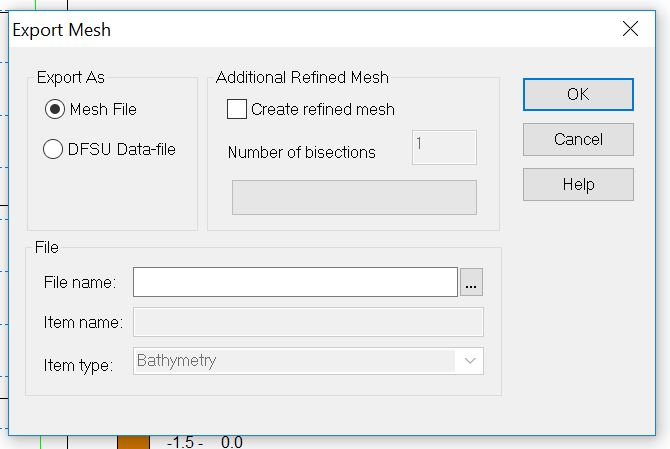 Export Mesh
Export As
Mesh File
DFSU Data-file
Additional Refined Mesh
Create refined mesh
Number of bisections 1
OK
Cancel
Help
File
File name: ...
Item name:
Item type: Bathymetry
-1.5 - 0.0